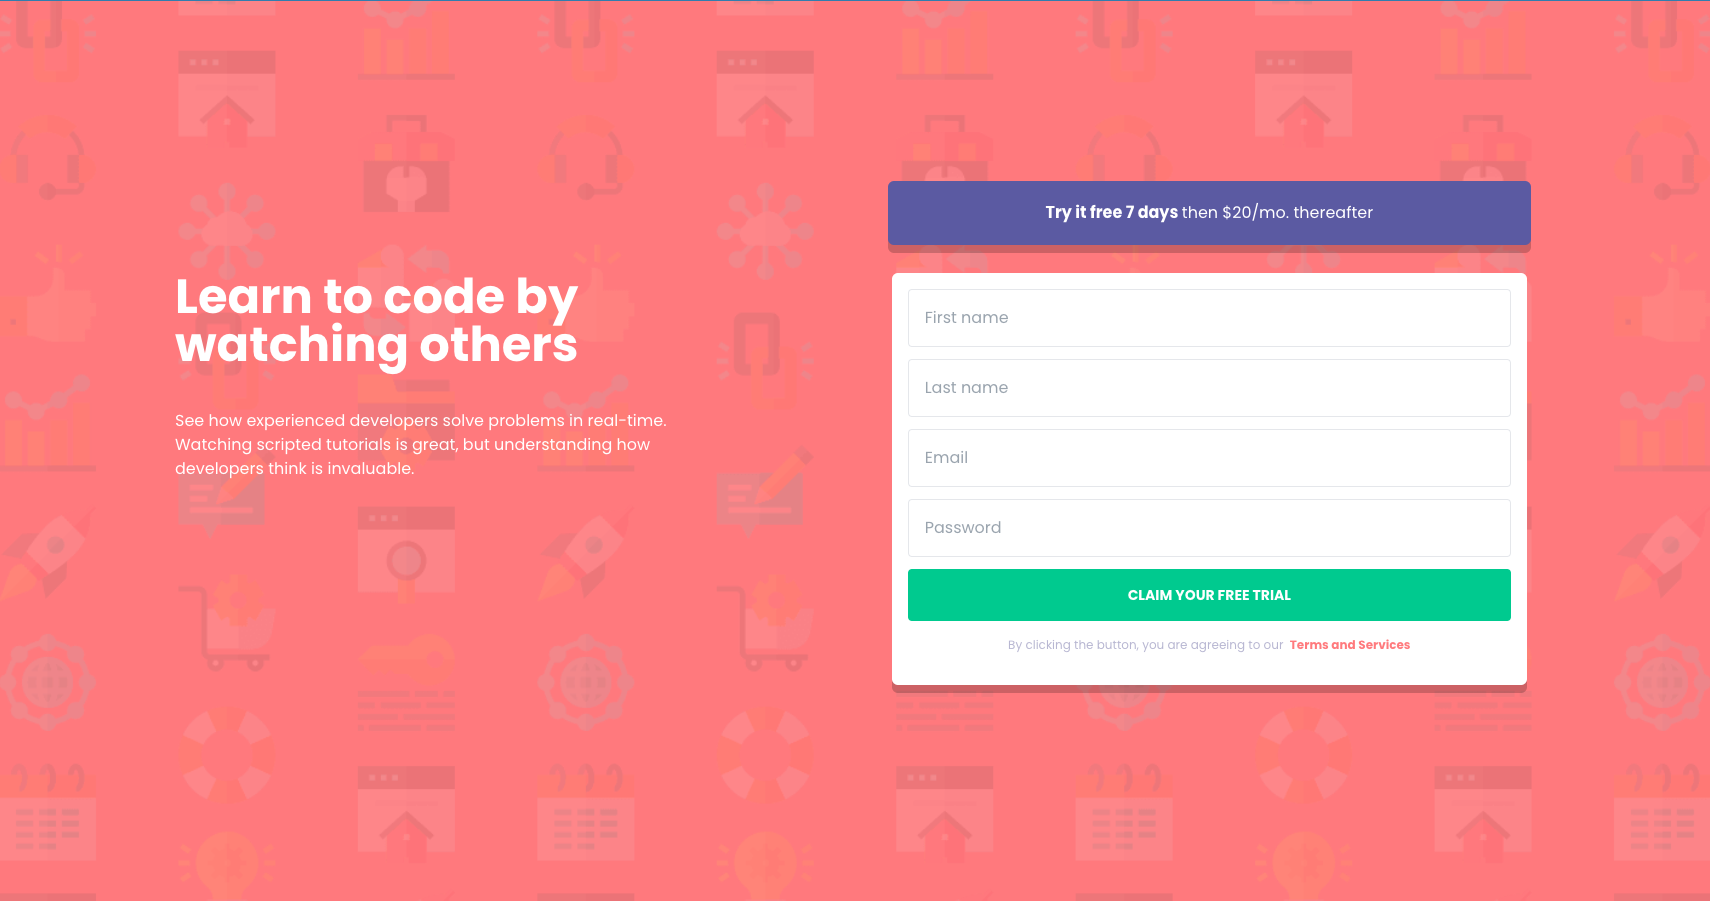 Learn to code by
watching others
See how experienced developers solve problems in real-time.
Watching scripted tutorials is great, but understanding how
developers think is invaluable.
Try it free 7 days then $20/mo. thereafter
First name
Last name
Email
Password
CLAIM YOUR FREE TRIAL
By clicking the button, you are agreeing to our Terms and Services